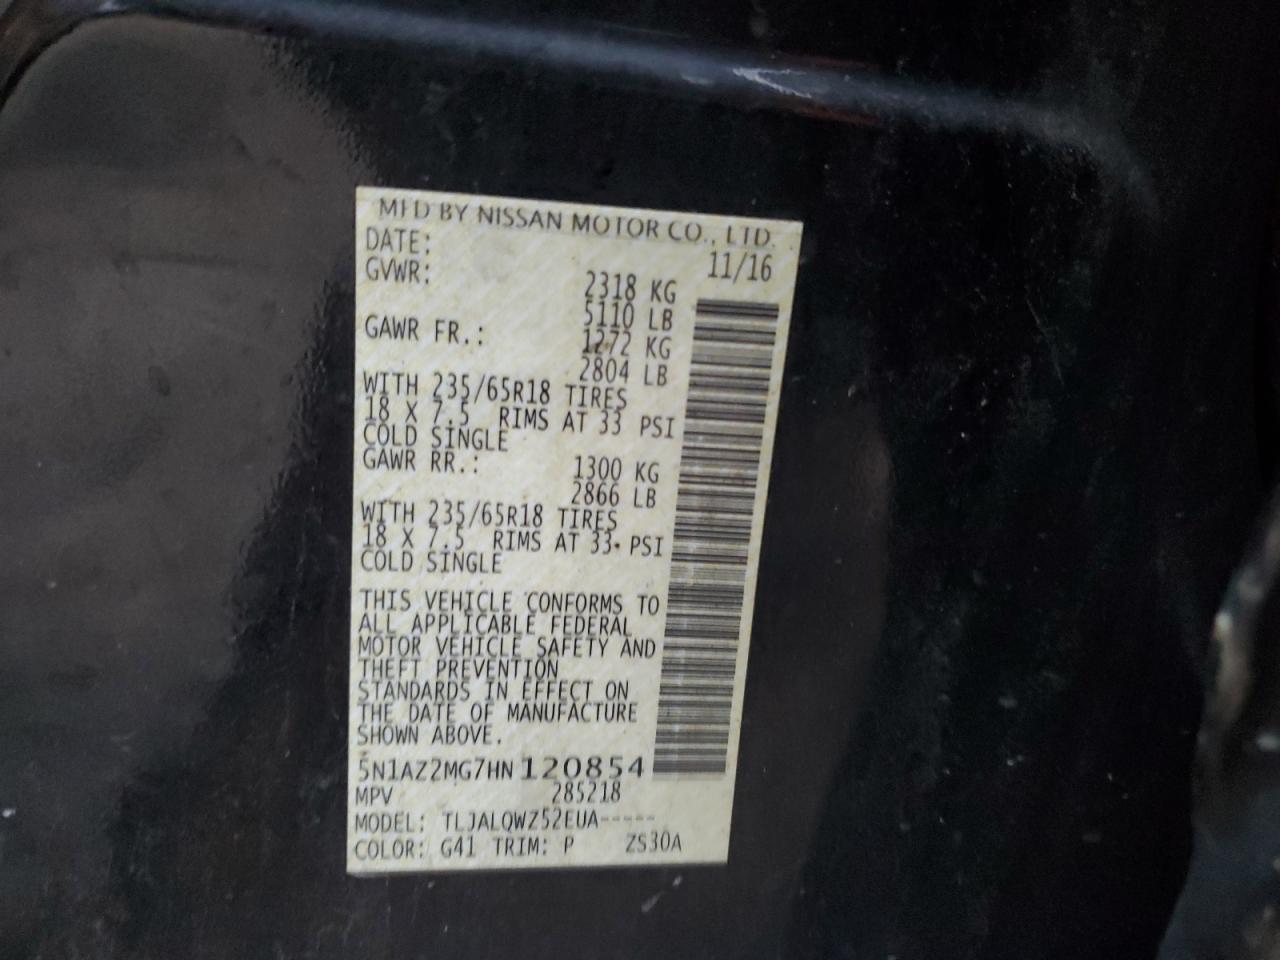 MFD BY NISSAN MOTOR CO., LTD.
DATE: 11/16
GVWR: 2318 KG
5110 LB
GAWR FR.: 1272 KG
2804 LB
WITH 235/65R18 TIRES
18 X 7.5 RIMS AT 33 PSI
COLD SINGLE
GAWR RR.: 1300 KG
2866 LB
WITH 235/65R18 TIRES
18 X 7.5 RIMS AT 33 PSI
COLD SINGLE
THIS VEHICLE CONFORMS TO
ALL APPLICABLE FEDERAL
MOTOR VEHICLE SAFETY AND
THEFT PREVENTION
STANDARDS IN EFFECT ON
THE DATE OF MANUFACTURE
SHOWN ABOVE.
5N1AZ2MG7HN120854
MPV 285218
MODEL: TLJALQWZ52EUA-----
COLOR: G41 TRIM: P ZS30A